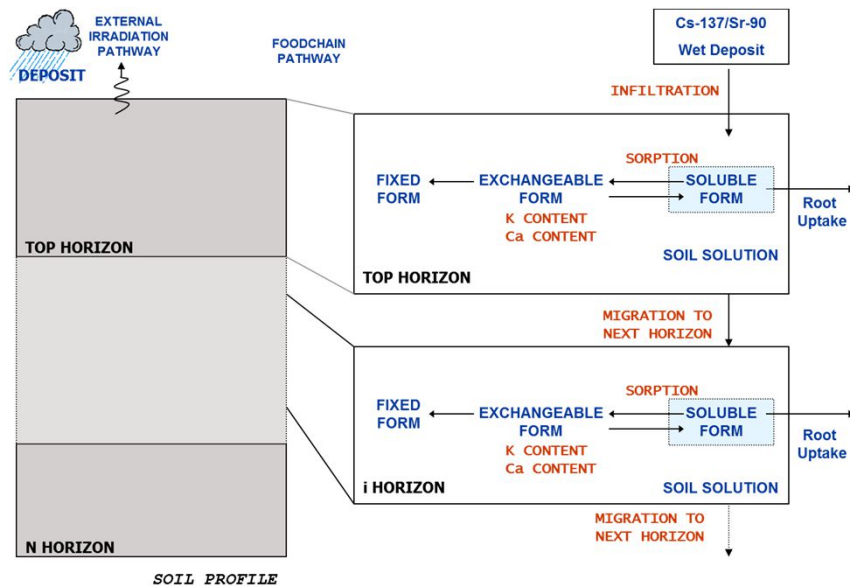 EXTERNAL
IRRADIATION
PATHWAY
DEPOSIT
FOODCHAIN
PATHWAY
Cs-137/Sr-90
Wet Deposit
INFILTRATION
SORPTION
FIXED
FORM
EXCHANGEABLE
FORM
SOLUBLE
FORM
K CONTENT
Ca CONTENT
Root
Uptake
SOIL SOLUTION
TOP HORIZON
TOP HORIZON
MIGRATION TO
NEXT HORIZON
SORPTION
FIXED
FORM
EXCHANGEABLE
FORM
SOLUBLE
FORM
K CONTENT
Ca CONTENT
Root
Uptake
i HORIZON
SOIL SOLUTION
MIGRATION TO
NEXT HORIZON
N HORIZON
SOIL PROFILE